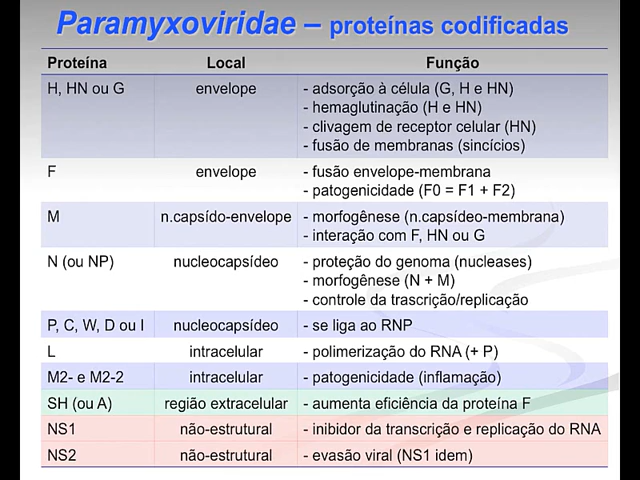 Paramyxoviridae – proteínas codificadas
Proteína Local Função
H, HN ou G envelope - adsorção à célula (G, H e HN)
- hemaglutinação (H e HN)
- clivagem de receptor celular (HN)
- fusão de membranas (sincícios)
F envelope - fusão envelope-membrana
- patogenicidade (F0 = F1 + F2)
M n.capsído-envelope - morfogênese (n.capsídeo-membrana)
- interação com F, HN ou G
N (ou NP) nucleocapsídeo - proteção do genoma (nucleases)
- morfogênese (N + M)
- controle da trascrição/replicação
P, C, W, D ou I nucleocapsídeo - se liga ao RNP
L intracelular - polimerização do RNA (+ P)
M2- e M2-2 intracelular - patogenicidade (inflamação)
SH (ou A) região extracelular - aumenta eficiência da proteína F
NS1 não-estrutural - inibidor da transcrição e replicação do RNA
NS2 não-estrutural - evasão viral (NS1 idem)